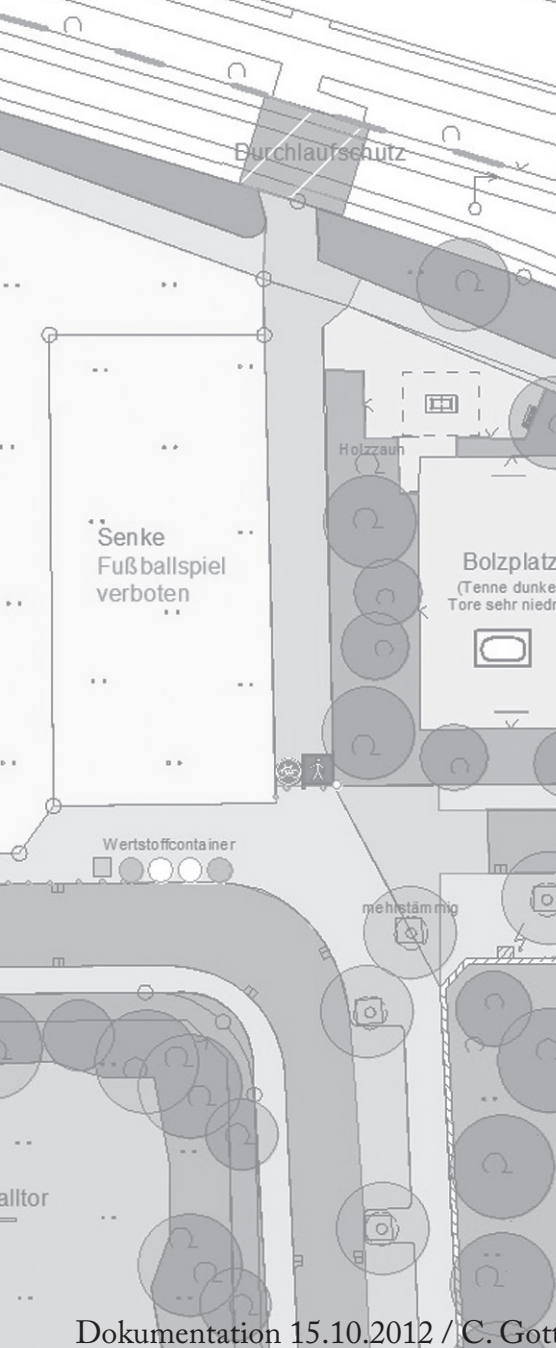 Durchlaufschutz
Holzzaun
Senke
Fußballspiel
verboten
Bolzplatz
(Tenne dunke
Tore sehr niedr
Wertstoffcontainer
mehrstämmig
alltor
Dokumentation 15.10.2012 / C. Gott